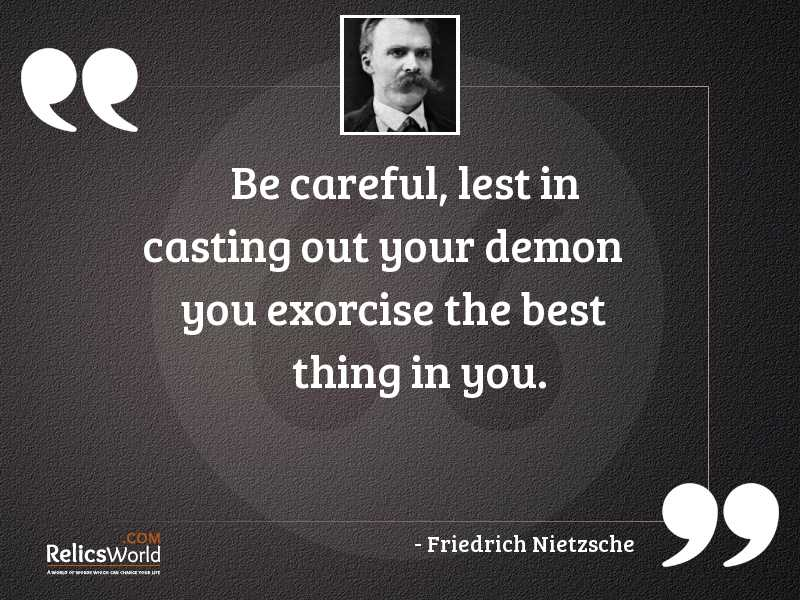 Be careful, lest in
casting out your demon
you exorcise the best
thing in you.
- Friedrich Nietzsche
.COM
RelicsWorld
A WORLD OF WORDS WHICH CAN CHANGE YOUR LIFE